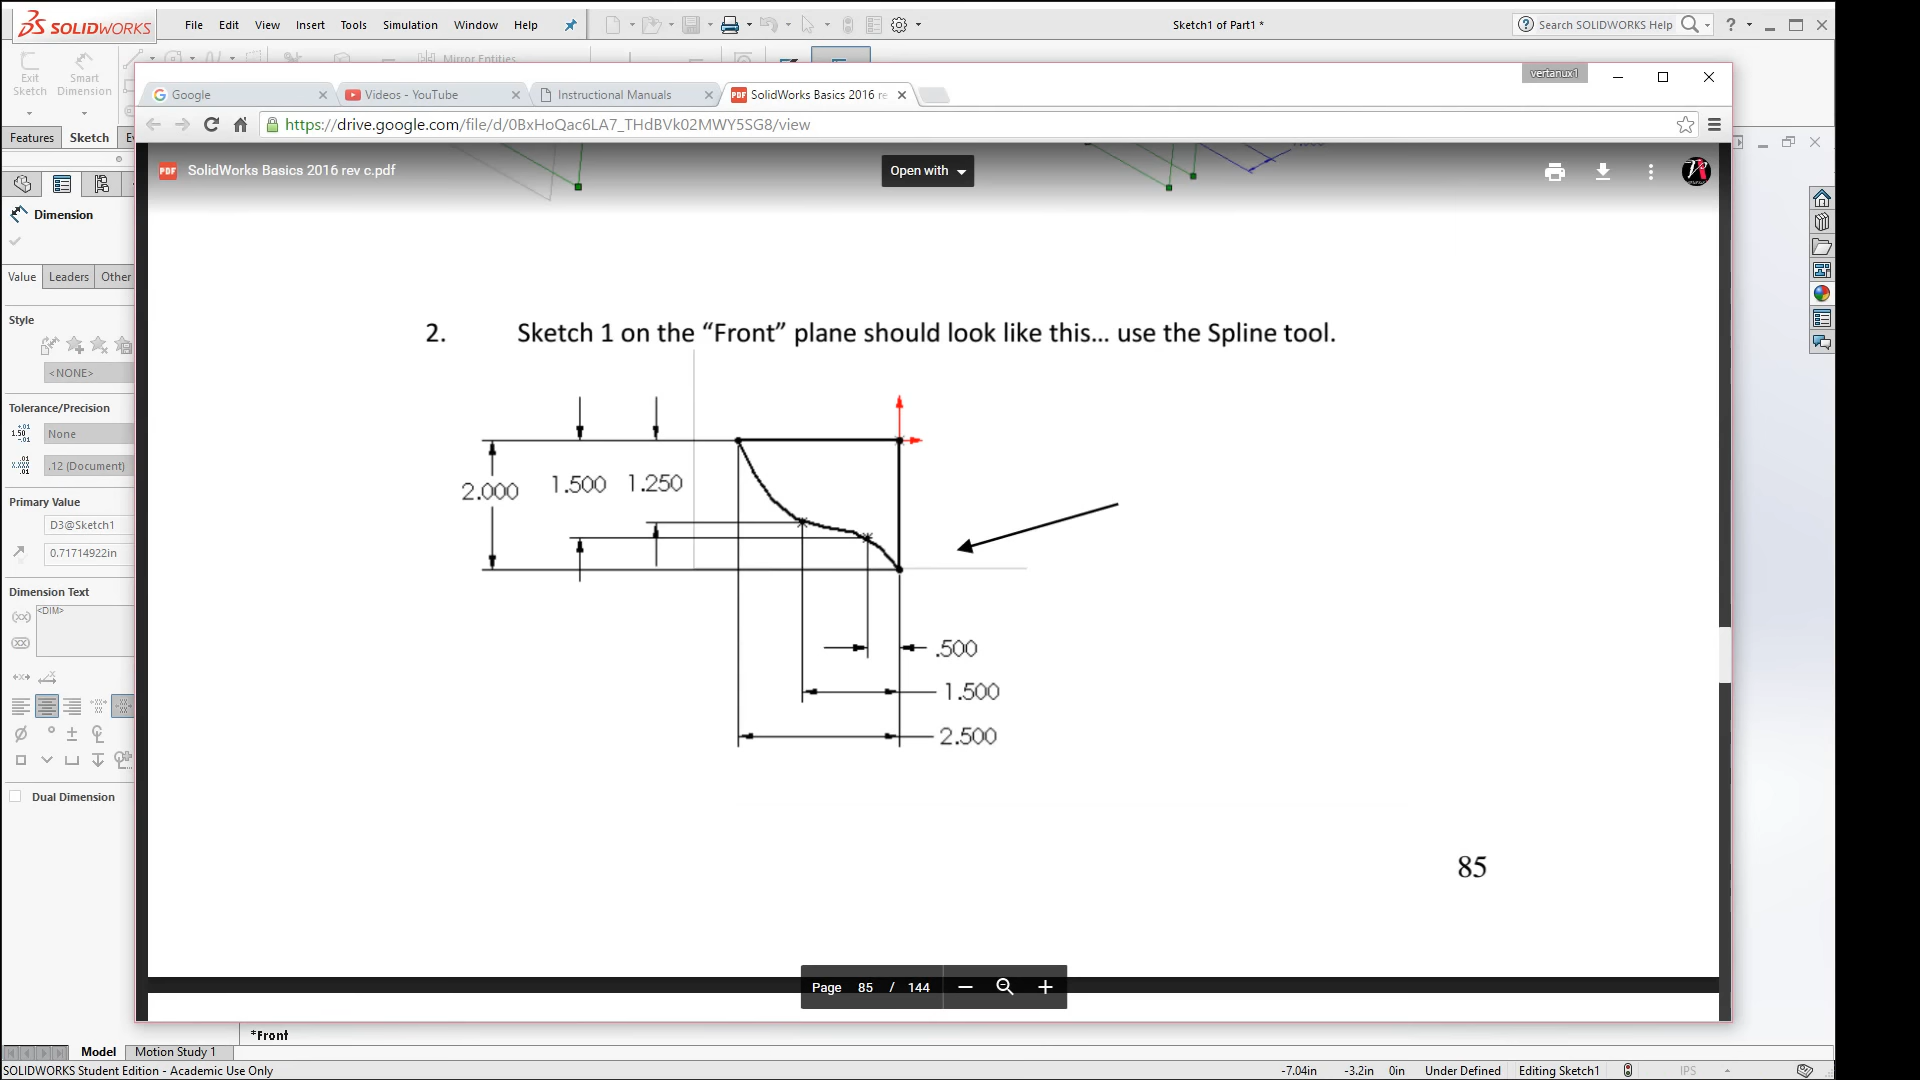 SOLIDWORKS
File Edit View Insert Tools Simulation Window Help
Sketch1 of Part1 *
Search SOLIDWORKS Help
Exit Sketch
Smart Dimension
Mirror Entities
vertanux1
Google
Videos - YouTube
Instructional Manuals
SolidWorks Basics 2016 re
https://drive.google.com/file/d/0BxHoQac6LA7_THdBVk02MWY5SG8/view
Features Sketch Ev
PDF SolidWorks Basics 2016 rev c.pdf
Open with
Dimension
Value Leaders Other
Style
<NONE>
Tolerance/Precision
None
.12 (Document)
Primary Value
D3@Sketch1
0.71714922in
Dimension Text
<DIM>
Dual Dimension
2. Sketch 1 on the “Front” plane should look like this... use the Spline tool.
2.000 1.500 1.250
.500
1.500
2.500
85
Page 85 / 144
*Front
Model Motion Study 1
SOLIDWORKS Student Edition - Academic Use Only
-7.04in -3.2in 0in Under Defined Editing Sketch1 IPS